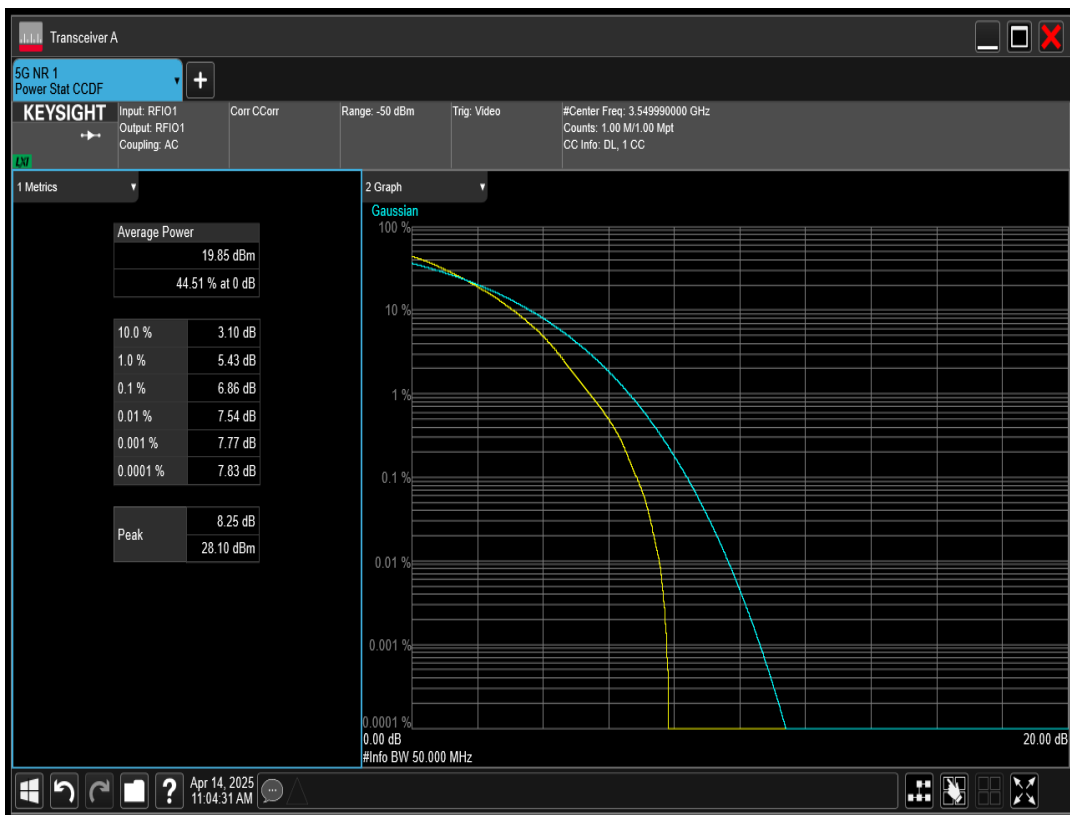 Transceiver A
5G NR 1
Power Stat CCDF
+
KEYSIGHT
LXI
Input: RFIO1
Output: RFIO1
Coupling: AC
Corr CCorr
Range: -50 dBm
Trig: Video
#Center Freq: 3.549990000 GHz
Counts: 1.00 M/1.00 Mpt
CC Info: DL, 1 CC
1 Metrics
Average Power
19.85 dBm
44.51 % at 0 dB
10.0 % 3.10 dB
1.0 % 5.43 dB
0.1 % 6.86 dB
0.01 % 7.54 dB
0.001 % 7.77 dB
0.0001 % 7.83 dB
Peak
8.25 dB
28.10 dBm
2 Graph
Gaussian
100 %
10 %
1 %
0.1 %
0.01 %
0.001 %
0.0001 %
0.00 dB 20.00 dB
#Info BW 50.000 MHz
?
Apr 14, 2025
11:04:31 AM